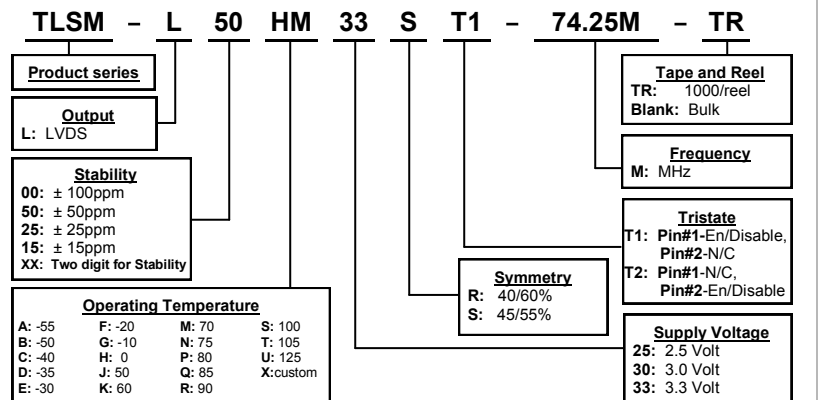 TLSM – L 50 HM 33 S T1 – 74.25M – TR
Product series
Output
L: LVDS
Stability
00: ± 100ppm
50: ± 50ppm
25: ± 25ppm
15: ± 15ppm
XX: Two digit for Stability
Operating Temperature
A: -55 F: -20 M: 70 S: 100
B: -50 G: -10 N: 75 T: 105
C: -40 H: 0 P: 80 U: 125
D: -35 J: 50 Q: 85 X:custom
E: -30 K: 60 R: 90
Symmetry
R: 40/60%
S: 45/55%
Tape and Reel
TR: 1000/reel
Blank: Bulk
Frequency
M: MHz
Tristate
T1: Pin#1-En/Disable,
Pin#2-N/C
T2: Pin#1-N/C,
Pin#2-En/Disable
Supply Voltage
25: 2.5 Volt
30: 3.0 Volt
33: 3.3 Volt